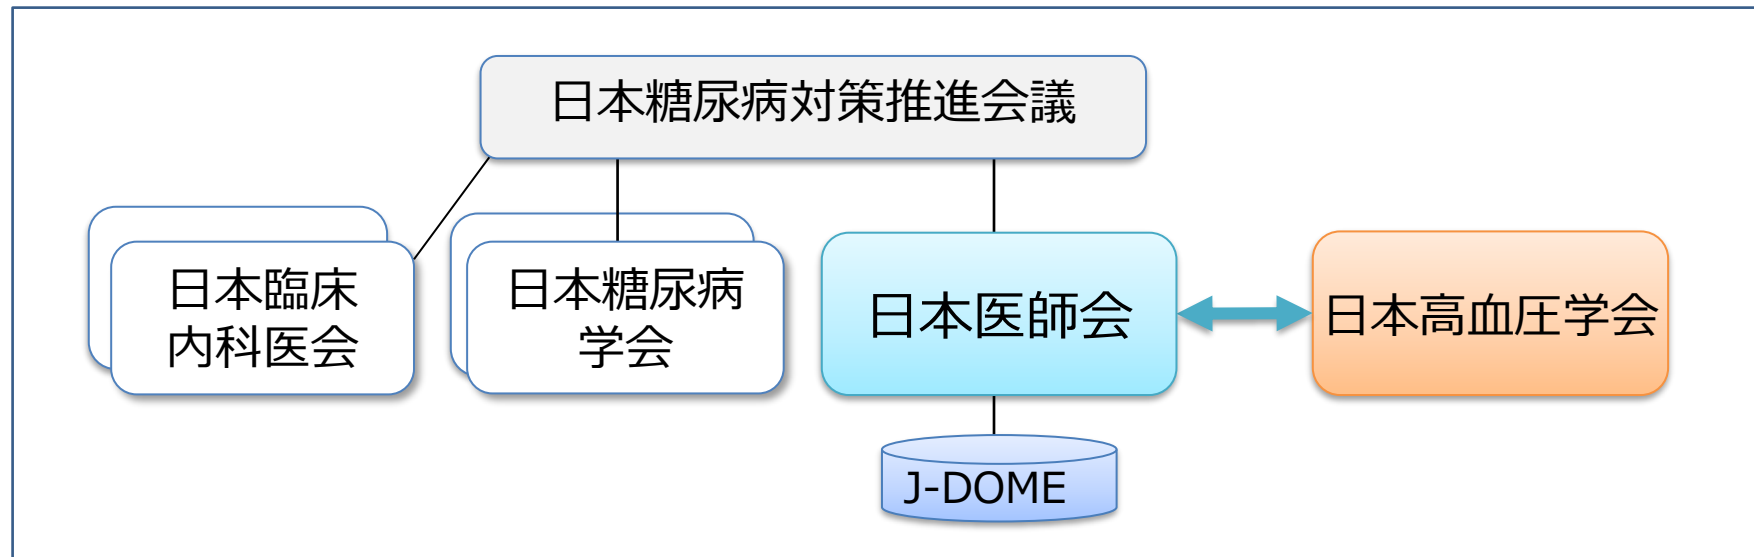 日本糖尿病対策推進会議
日本臨床
内科医会
日本糖尿病
学会
日本医師会
日本高血圧学会
J-DOME